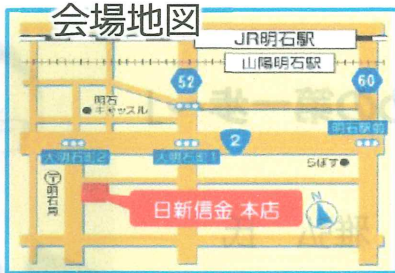 会場地図
JR明石駅
山陽明石駅
52
60
明石
キャッスル
2
明石駅前
大明石町2
大明石町1
らぽす
〒明石局
日新信金 本店
N